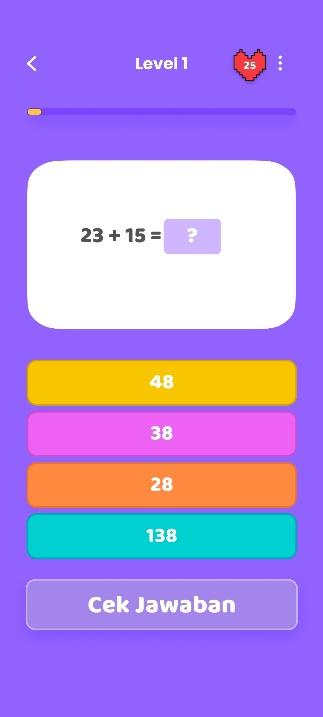 Level 1
25
23 + 15 = ?
48
38
28
138
Cek Jawaban